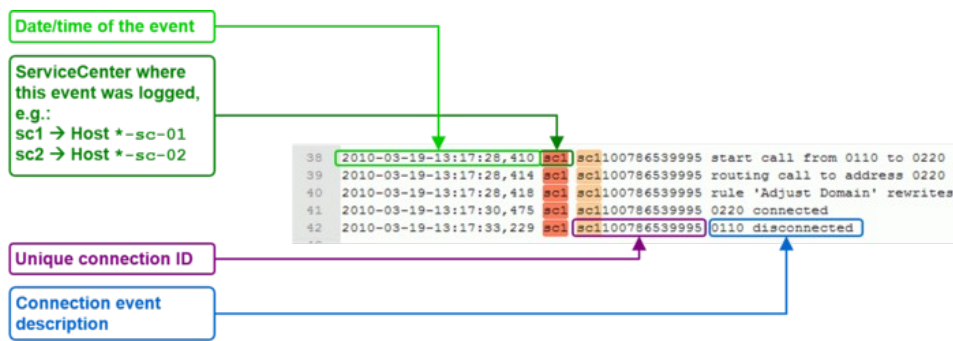 Date/time of the event
ServiceCenter where
this event was logged,
e.g.:
sc1 → Host *-sc-01
sc2 → Host *-sc-02
38 2010-03-19-13:17:28,410 sc1 sc1100786539995 start call from 0110 to 0220
39 2010-03-19-13:17:28,414 sc1 sc1100786539995 routing call to address 0220
40 2010-03-19-13:17:28,418 sc1 sc1100786539995 rule 'Adjust Domain' rewrites
41 2010-03-19-13:17:30,475 sc1 sc1100786539995 0220 connected
42 2010-03-19-13:17:33,229 sc1 sc1100786539995 0110 disconnected
Unique connection ID
Connection event
description